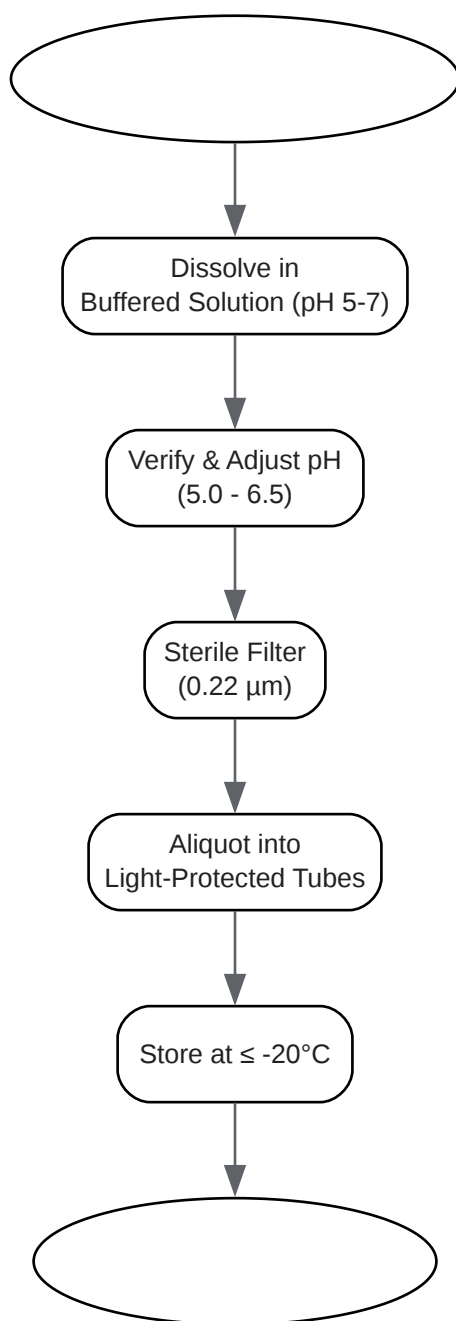 Dissolve in
Buffered Solution (pH 5-7)
Verify & Adjust pH
(5.0 - 6.5)
Sterile Filter
(0.22 µm)
Aliquot into
Light-Protected Tubes
Store at ≤ -20°C